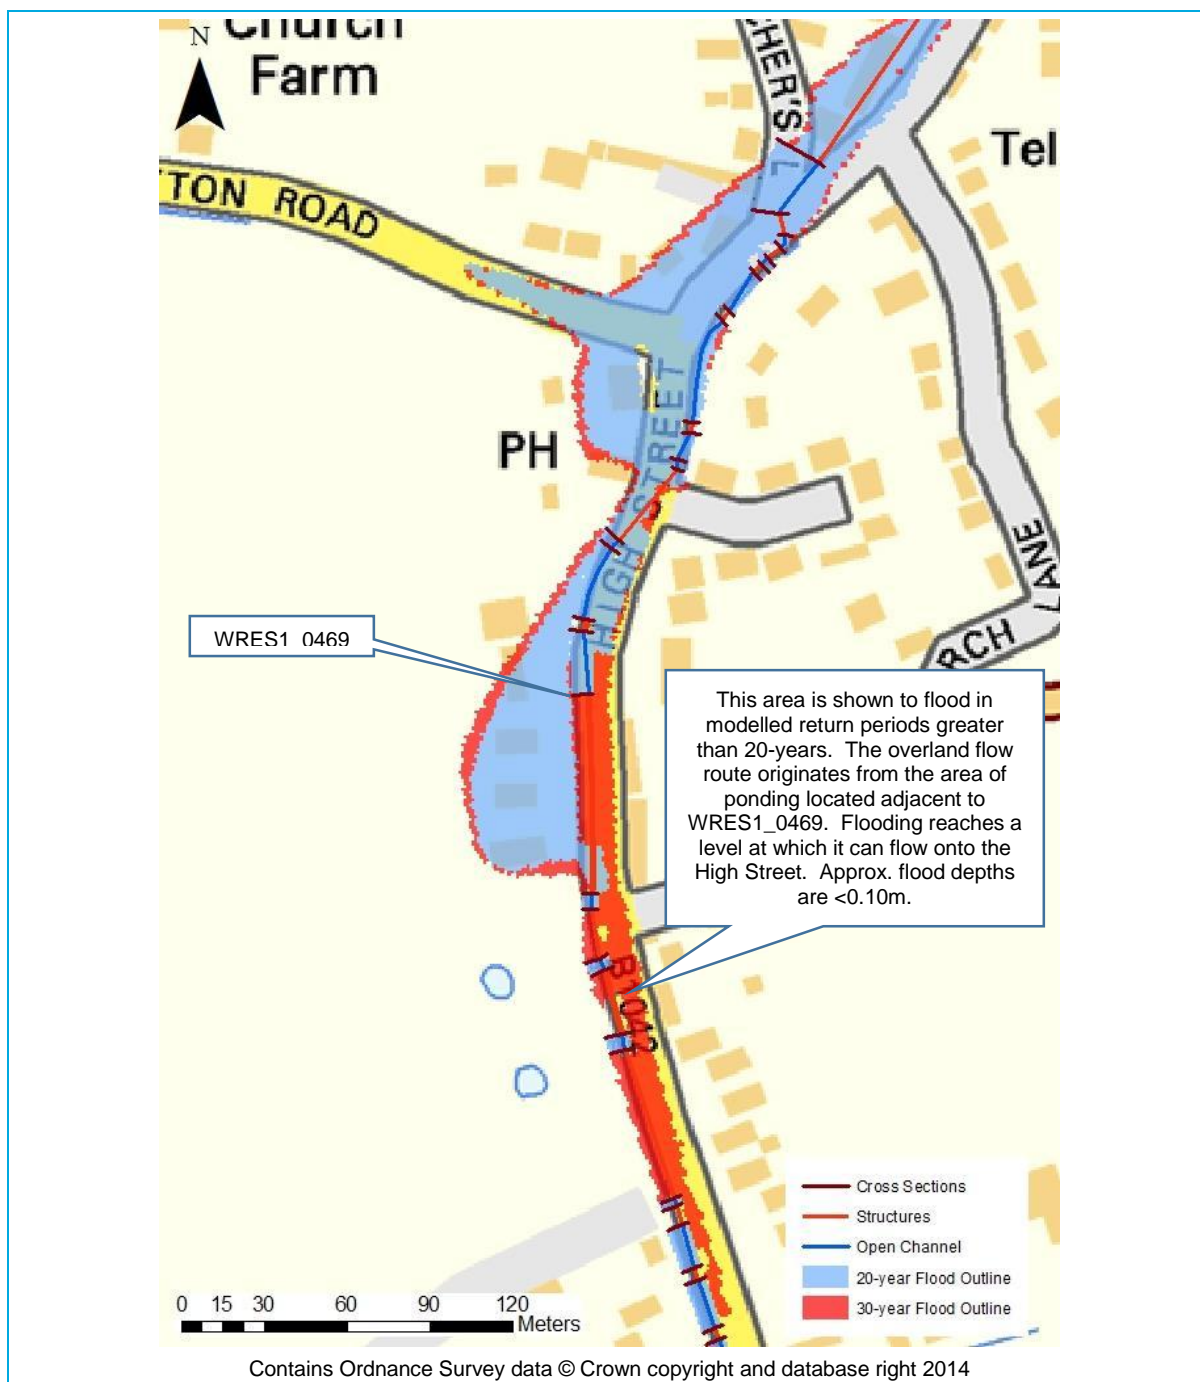 Church
Farm
N
CHER'S L
Tel
TON ROAD
HIGH STREET
PH
LANE
RCH
WRES1_0469
This area is shown to flood in
modelled return periods greater
than 20-years. The overland flow
route originates from the area of
ponding located adjacent to
WRES1_0469. Flooding reaches a
level at which it can flow onto the
High Street. Approx. flood depths
are <0.10m.
B1042
Cross Sections
Structures
Open Channel
20-year Flood Outline
30-year Flood Outline
0 15 30 60 90 120
Meters
Contains Ordnance Survey data © Crown copyright and database right 2014